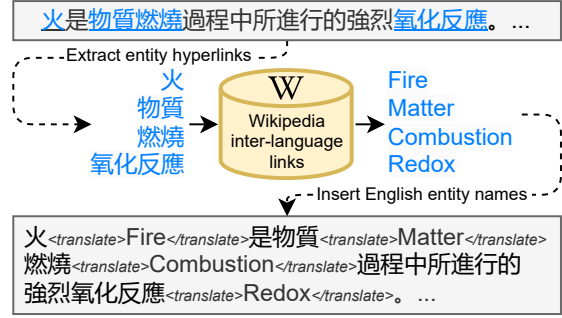 火是物質燃燒過程中所進行的強烈氧化反應。...
Extract entity hyperlinks
火
物質
燃燒
氧化反應
W
Wikipedia
inter-language
links
Fire
Matter
Combustion
Redox
Insert English entity names
火<translate>Fire</translate>是物質<translate>Matter</translate>
燃燒<translate>Combustion</translate>過程中所進行的
強烈氧化反應<translate>Redox</translate>。...